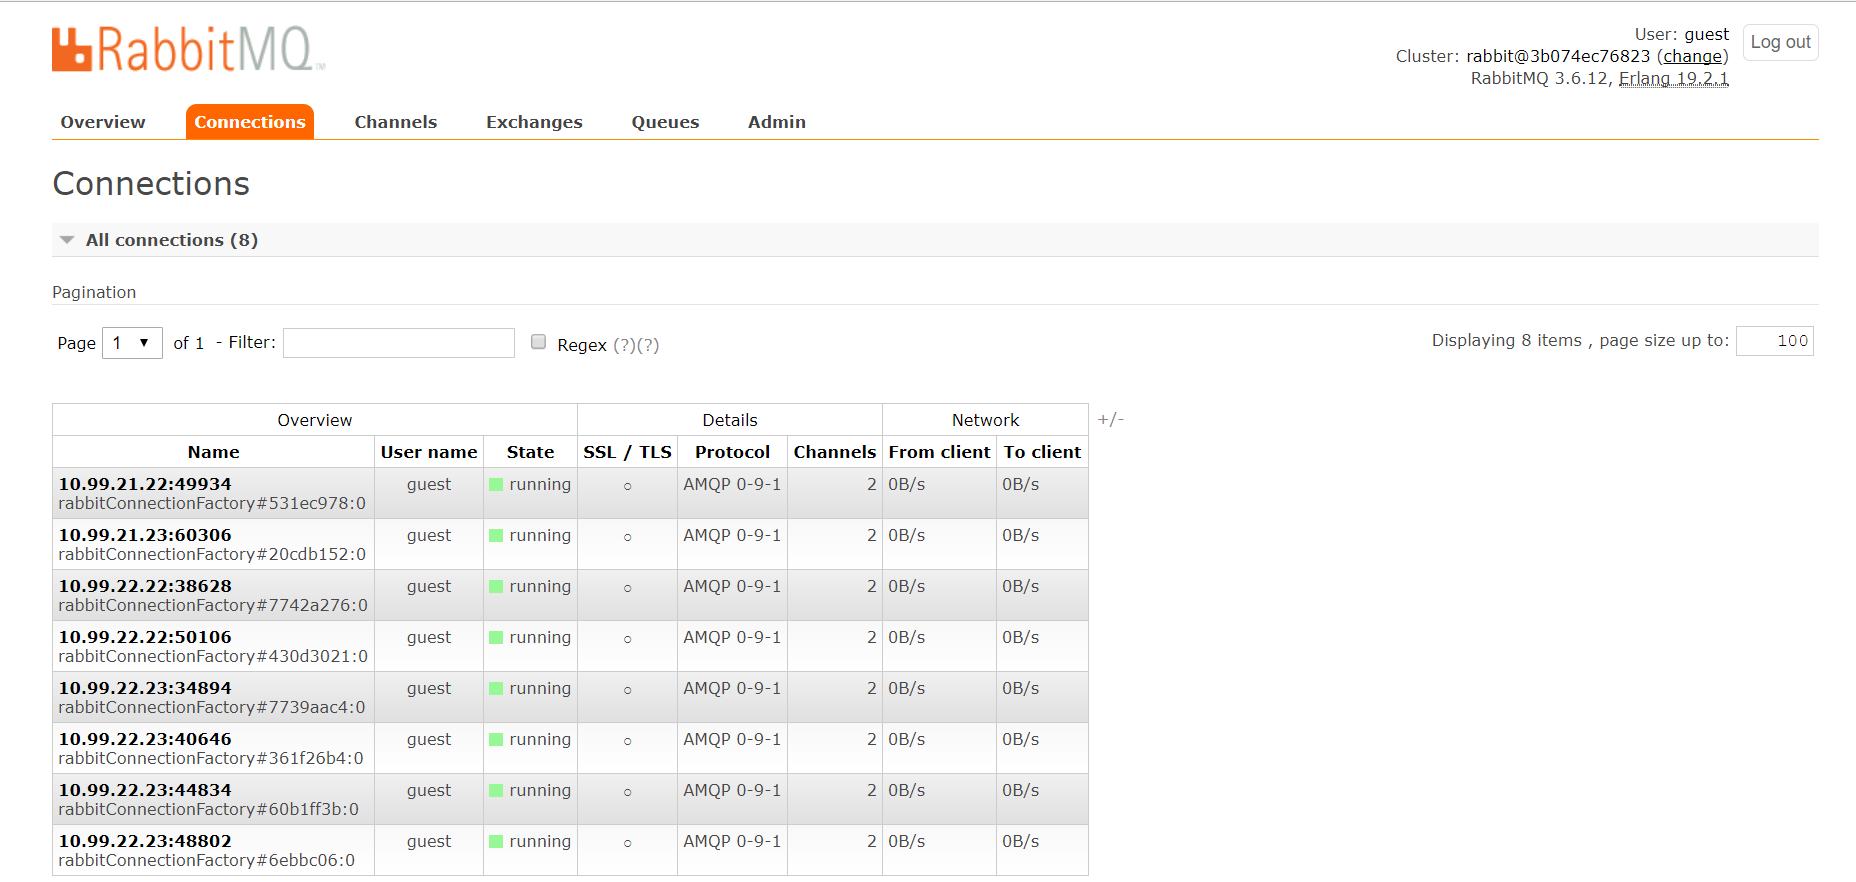 RabbitMQ™
User: guest
Log out
Cluster: rabbit@3b074ec76823 (change)
RabbitMQ 3.6.12, Erlang 19.2.1
Overview Connections Channels Exchanges Queues Admin
Connections
All connections (8)
Pagination
Page 1 of 1 - Filter: Regex (?)(?) Displaying 8 items , page size up to: 100
Overview Details Network +/-
Name User name State SSL / TLS Protocol Channels From client To client
10.99.21.22:49934 guest running ○ AMQP 0-9-1 2 0B/s 0B/s
rabbitConnectionFactory#531ec978:0
10.99.21.23:60306 guest running ○ AMQP 0-9-1 2 0B/s 0B/s
rabbitConnectionFactory#20cdb152:0
10.99.22.22:38628 guest running ○ AMQP 0-9-1 2 0B/s 0B/s
rabbitConnectionFactory#7742a276:0
10.99.22.22:50106 guest running ○ AMQP 0-9-1 2 0B/s 0B/s
rabbitConnectionFactory#430d3021:0
10.99.22.23:34894 guest running ○ AMQP 0-9-1 2 0B/s 0B/s
rabbitConnectionFactory#7739aac4:0
10.99.22.23:40646 guest running ○ AMQP 0-9-1 2 0B/s 0B/s
rabbitConnectionFactory#361f26b4:0
10.99.22.23:44834 guest running ○ AMQP 0-9-1 2 0B/s 0B/s
rabbitConnectionFactory#60b1ff3b:0
10.99.22.23:48802 guest running ○ AMQP 0-9-1 2 0B/s 0B/s
rabbitConnectionFactory#6ebbc06:0